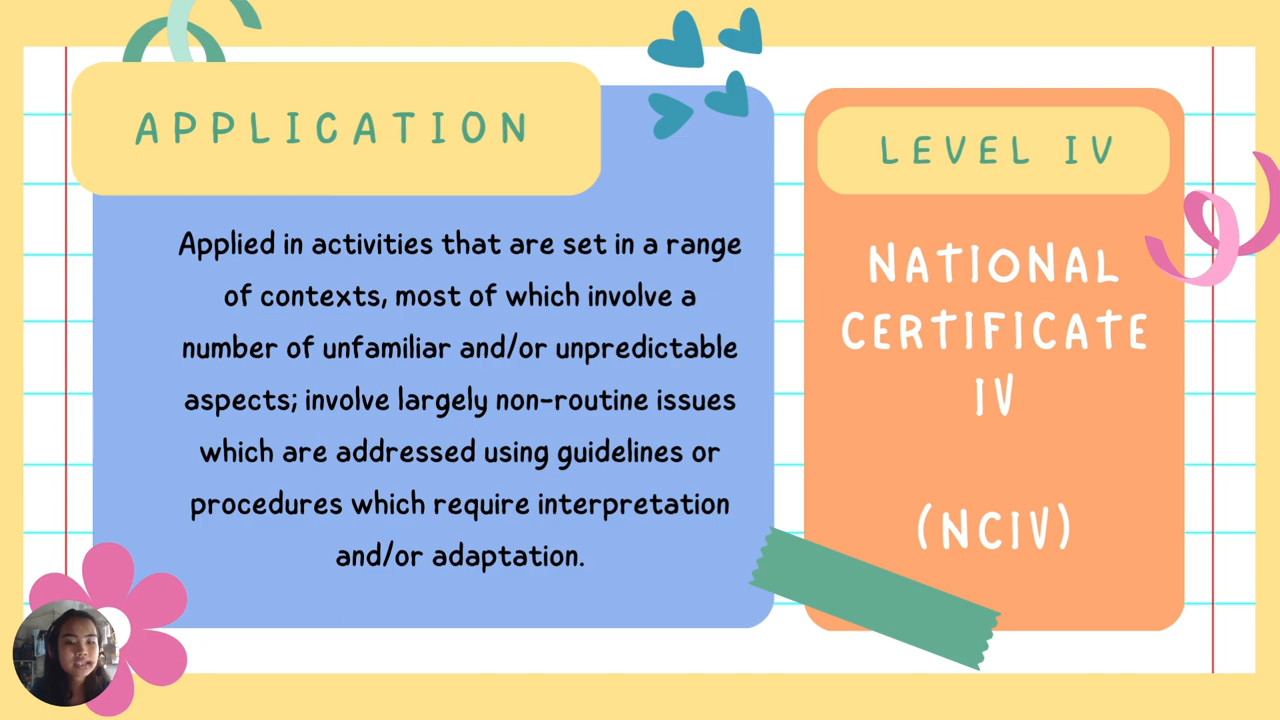 APPLICATION
Applied in activities that are set in a range
of contexts, most of which involve a
number of unfamiliar and/or unpredictable
aspects; involve largely non-routine issues
which are addressed using guidelines or
procedures which require interpretation
and/or adaptation.
LEVEL IV
NATIONAL
CERTIFICATE
IV
(NCIV)